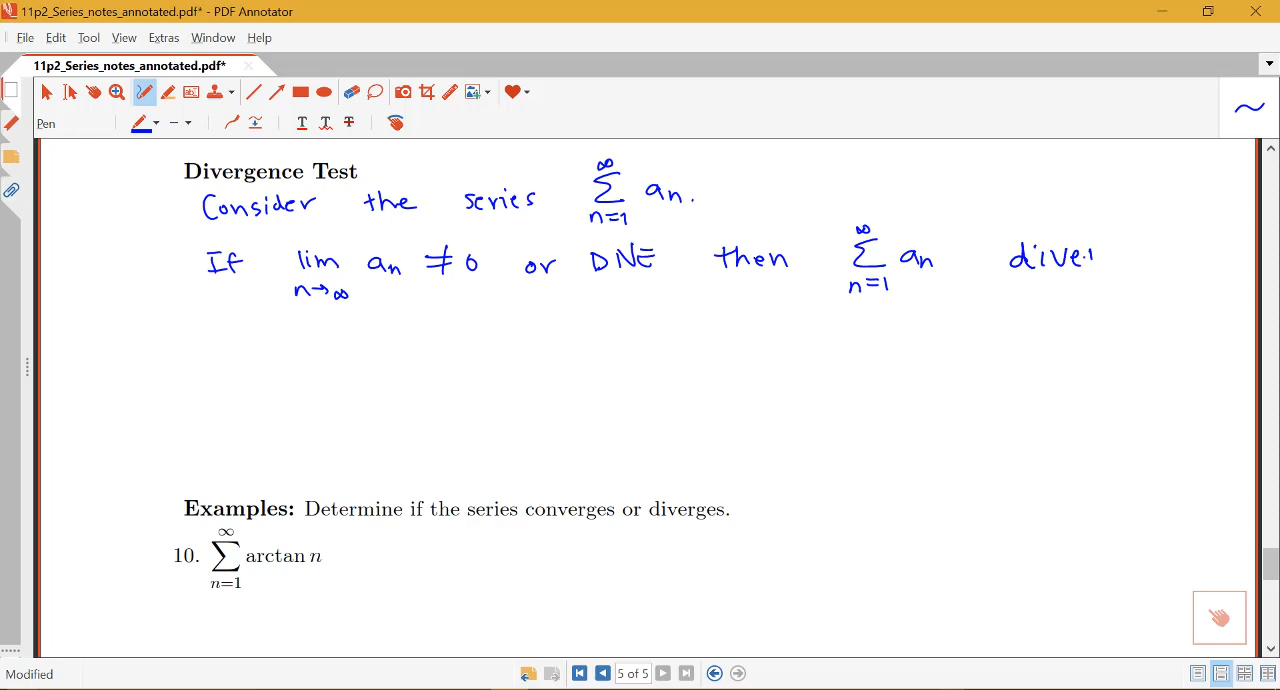 11p2_Series_notes_annotated.pdf* - PDF Annotator
File Edit Tool View Extras Window Help
11p2_Series_notes_annotated.pdf*
Pen
Divergence Test
Consider the series ∞ Σ n=1 an.
If lim n→∞ an ≠ 0 or DNE then ∞ Σ n=1 an diver
Examples: Determine if the series converges or diverges.
10. ∞ Σ n=1 arctan n
Modified
5 of 5